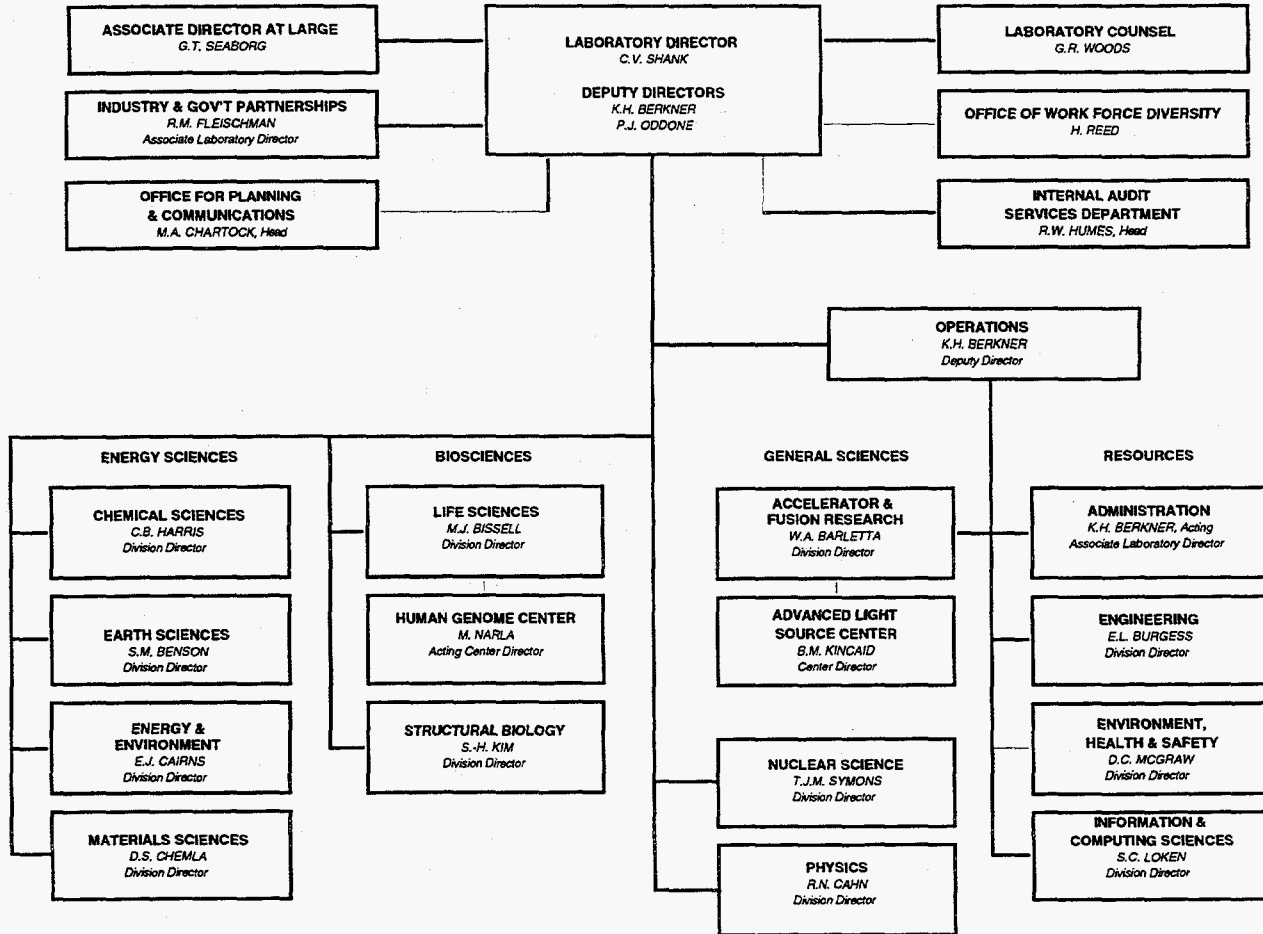 ASSOCIATE DIRECTOR AT LARGE
G.T. SEABORG
LABORATORY DIRECTOR
C.V. SHANK
DEPUTY DIRECTORS
K.H. BERKNER
P.J. ODDONE
LABORATORY COUNSEL
G.R. WOODS
INDUSTRY & GOV'T PARTNERSHIPS
R.M. FLEISCHMAN
Associate Laboratory Director
OFFICE OF WORK FORCE DIVERSITY
H. REED
OFFICE FOR PLANNING
& COMMUNICATIONS
M.A. CHARTOCK, Head
INTERNAL AUDIT
SERVICES DEPARTMENT
R.W. HUMES, Head
OPERATIONS
K.H. BERKNER
Deputy Director
ENERGY SCIENCES
CHEMICAL SCIENCES
C.B. HARRIS
Division Director
EARTH SCIENCES
S.M. BENSON
Division Director
ENERGY &
ENVIRONMENT
E.J. CAIRNS
Division Director
MATERIALS SCIENCES
D.S. CHEMLA
Division Director
BIOSCIENCES
LIFE SCIENCES
M.J. BISSELL
Division Director
HUMAN GENOME CENTER
M. NARLA
Acting Center Director
STRUCTURAL BIOLOGY
S.-H. KIM
Division Director
GENERAL SCIENCES
ACCELERATOR &
FUSION RESEARCH
W.A. BARLETTA
Division Director
ADVANCED LIGHT
SOURCE CENTER
B.M. KINCAID
Center Director
NUCLEAR SCIENCE
T.J.M. SYMONS
Division Director
PHYSICS
R.N. CAHN
Division Director
RESOURCES
ADMINISTRATION
K.H. BERKNER, Acting
Associate Laboratory Director
ENGINEERING
E.L. BURGESS
Division Director
ENVIRONMENT,
HEALTH & SAFETY
D.C. MCGRAW
Division Director
INFORMATION &
COMPUTING SCIENCES
S.C. LOKEN
Division Director